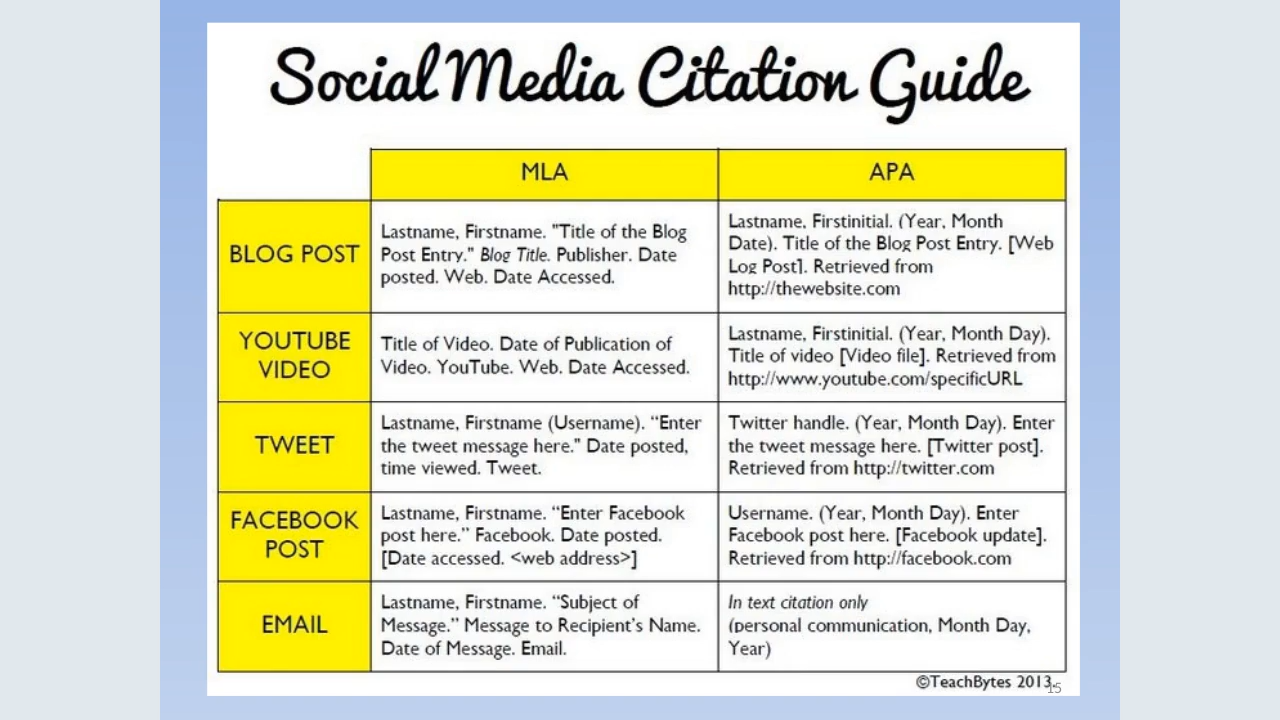 Social Media Citation Guide
MLA
APA
BLOG POST
Lastname, Firstname. "Title of the Blog
Post Entry." Blog Title. Publisher. Date
posted. Web. Date Accessed.
Lastname, Firstinitial. (Year, Month
Date). Title of the Blog Post Entry. [Web
Log Post]. Retrieved from
http://thewebsite.com
YOUTUBE
VIDEO
Title of Video. Date of Publication of
Video. YouTube. Web. Date Accessed.
Lastname, Firstinitial. (Year, Month Day).
Title of video [Video file]. Retrieved from
http://www.youtube.com/specificURL
TWEET
Lastname, Firstname (Username). “Enter
the tweet message here." Date posted,
time viewed. Tweet.
Twitter handle. (Year, Month Day). Enter
the tweet message here. [Twitter post].
Retrieved from http://twitter.com
FACEBOOK
POST
Lastname, Firstname. “Enter Facebook
post here.” Facebook. Date posted.
[Date accessed. <web address>]
Username. (Year, Month Day). Enter
Facebook post here. [Facebook update].
Retrieved from http://facebook.com
EMAIL
Lastname, Firstname. “Subject of
Message.” Message to Recipient’s Name.
Date of Message. Email.
In text citation only
(personal communication, Month Day,
Year)
©TeachBytes 2013.
15